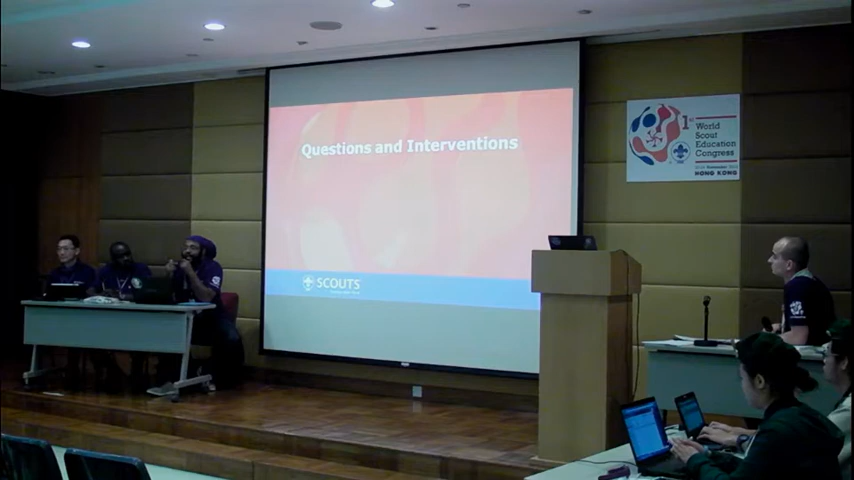 Questions and Interventions
SCOUTS
1st
World
Scout
Education
Congress
HONG KONG